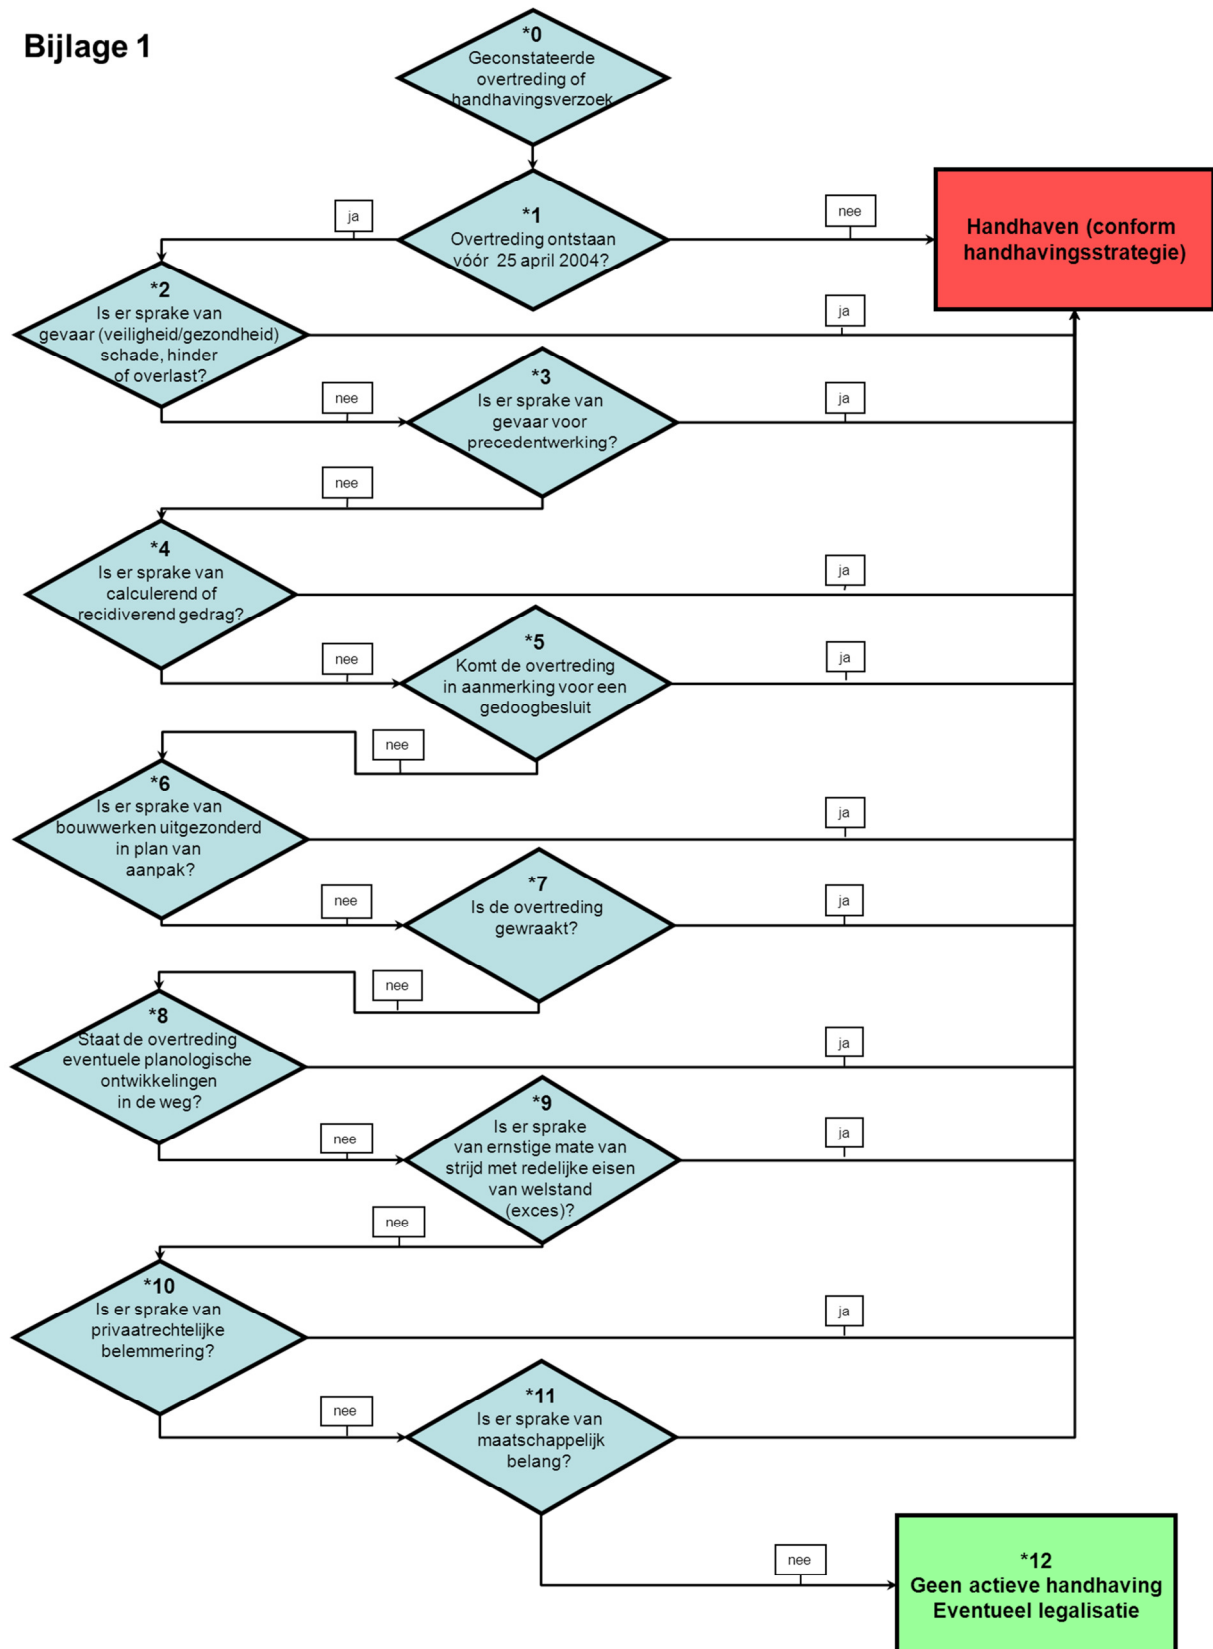 Bijlage 1
*0
Geconstateerde
overtreding of
handhavingsverzoek
ja
nee
*1
Overtreding ontstaan
vóór 25 april 2004?
Handhaven (conform
handhavingsstrategie)
*2
Is er sprake van
gevaar (veiligheid/gezondheid)
schade, hinder
of overlast?
ja
nee
*3
Is er sprake van
gevaar voor
precedentwerking?
ja
nee
*4
Is er sprake van
calculerend of
recidiverend gedrag?
ja
nee
*5
Komt de overtreding
in aanmerking voor een
gedoogbesluit
ja
nee
*6
Is er sprake van
bouwwerken uitgezonderd
in plan van
aanpak?
ja
nee
*7
Is de overtreding
gewraakt?
ja
nee
*8
Staat de overtreding
eventuele planologische
ontwikkelingen
in de weg?
ja
nee
*9
Is er sprake
van ernstige mate van
strijd met redelijke eisen
van welstand
(exces)?
ja
nee
*10
Is er sprake van
privaatrechtelijke
belemmering?
ja
nee
*11
Is er sprake van
maatschappelijk
belang?
nee
*12
Geen actieve handhaving
Eventueel legalisatie